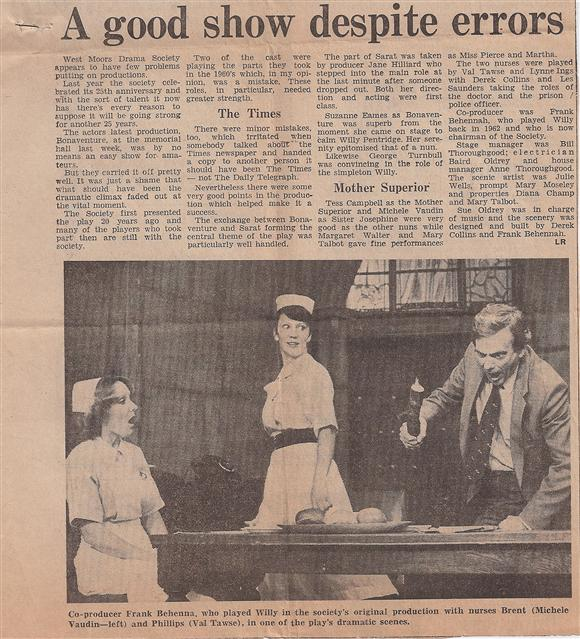 A good show despite errors
West Moors Drama Society
appears to have few problems
putting on productions.
Last year the society cele-
brated its 25th anniversary and
with the sort of talent it now
has there's every reason to
suppose it will be going strong
for another 25 years.
The actors latest production,
Bonaventure, at the memorial
hall last week, was by no
means an easy show for ama-
teurs.
But they carried it off pretty
well. It was just a shame that
what should have been the
dramatic climax faded out at
the vital moment.
The Society first presented
the play 20 years ago and
many of the players who took
part then are still with the
society.
Two of the cast were
playing the parts they took
in the 1960's which, in my opi-
nion, was a mistake. These
roles, in particular, needed
greater strength.
The Times
There were minor mistakes,
too, which irritated when
somebody talked about the
Times newspaper and handed
a copy to another person it
should have been The Times
— not The Daily Telegraph.
Nevertheless there were some
very good points in the produc-
tion which helped make it a
success.
The exchange between Bona-
venture and Sarat forming the
central theme of the play was
particularly well handled.
The part of Sarat was taken
by producer Jane Hilliard who
stepped into the main role at
the last minute after someone
dropped out. Both her direc-
tion and acting were first
class.
Suzanne Eames as Bonaven-
ture was superb from the
moment she came on stage to
calm Willy Pentridge. Her sere-
nity epitomised that of a nun.
Likewise George Turnbull
was convincing in the role of
the simpleton Willy.
Mother Superior
Tess Campbell as the Mother
Superior and Michele Vaudin
as Sister Josephine were very
good as the other nuns while
Margaret Walter and Mary
Talbot gave fine performances
as Miss Pierce and Martha.
The two nurses were played
by Val Tawse and Lynne Ings
with Derek Collins and Les
Saunders taking the roles of
the doctor and the prison /
police officer.
Co-producer was Frank
Behennah, who played Willy
back in 1962 and who is now
chairman of the Society.
Stage manager was Bill
Thoroughgood; electrician
Baird Oldrey and house
manager Anne Thoroughgood.
The scenic artist was Julie
Wells, prompt Mary Moseler
and properties Diana Champ
and Mary Talbot.
Sue Oldrey was in charge
of music and the scenery was
designed and built by Derek
Collins and Frank Behennah.
LR
Co-producer Frank Behenna, who played Willy in the society's original production with nurses Brent (Michele
Vaudin—left) and Phillips (Val Tawse), in one of the play's dramatic scenes.